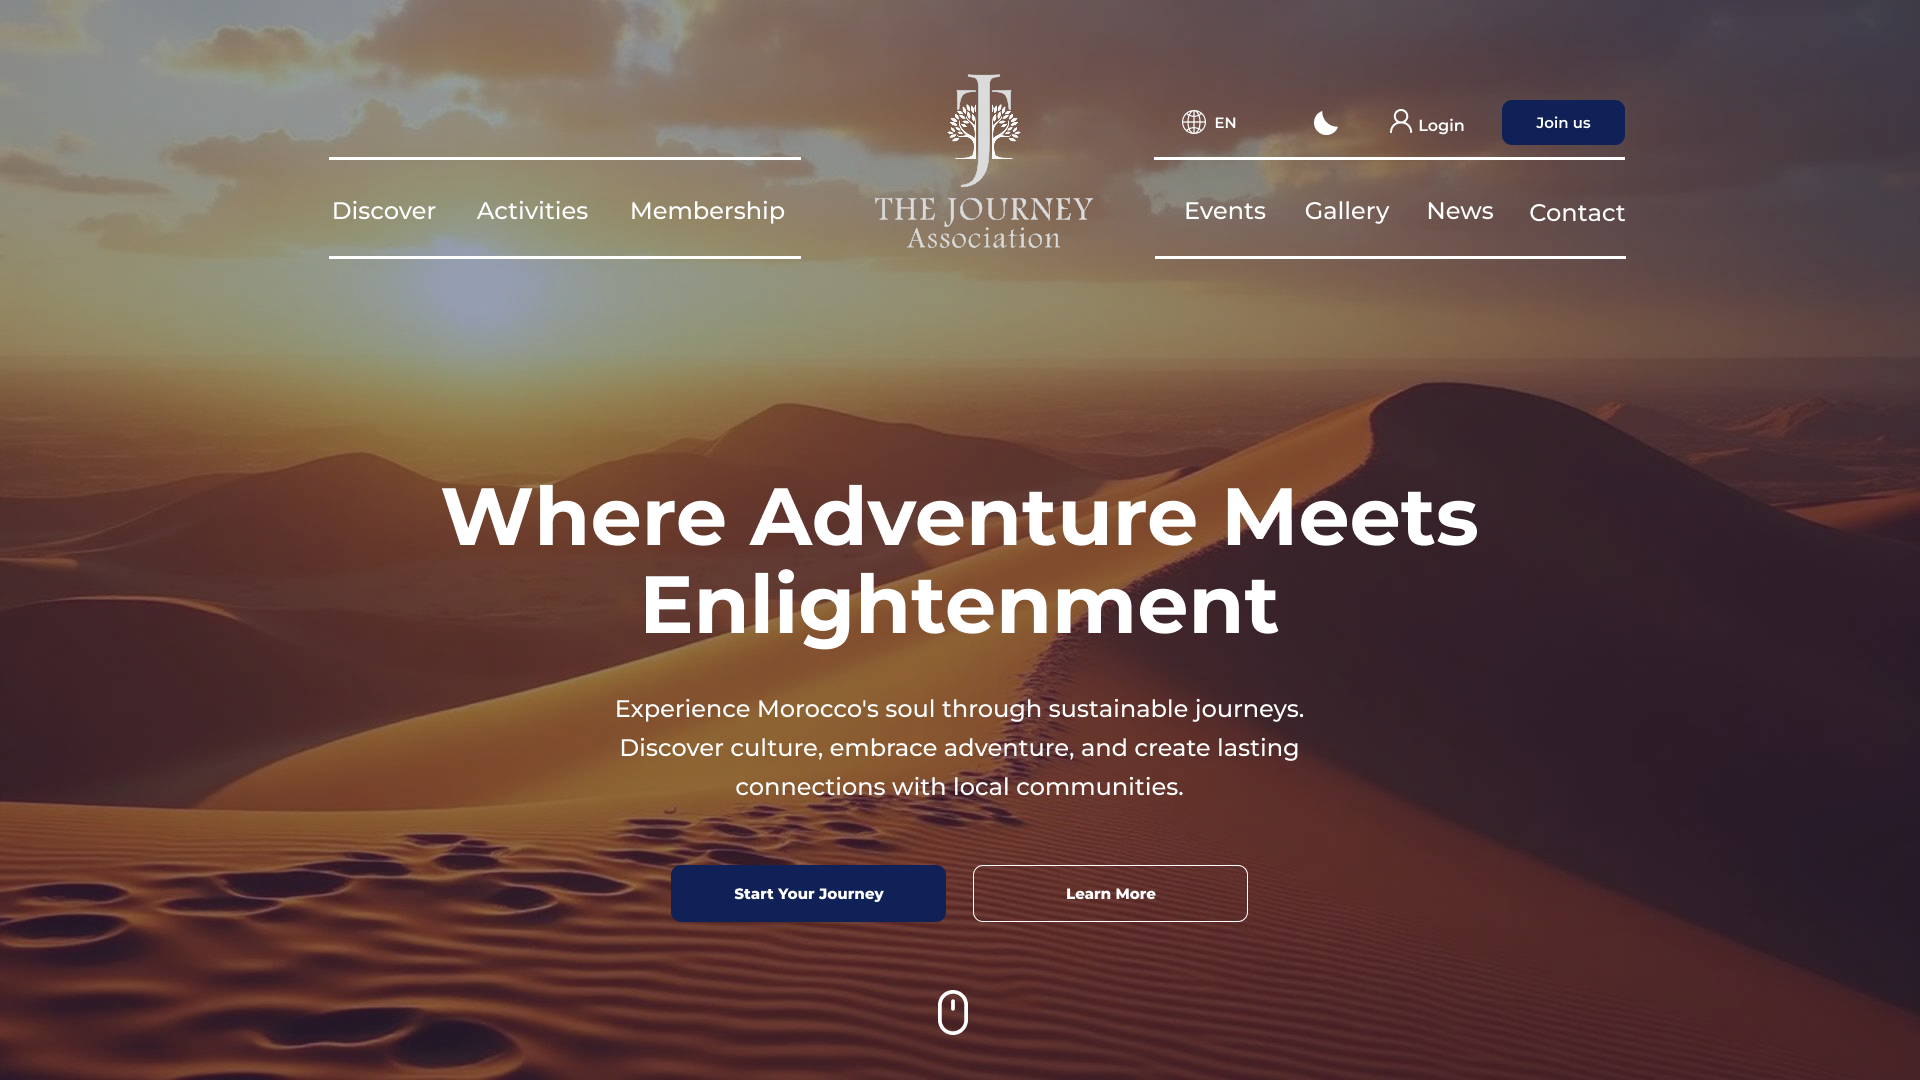 EN
Login
Join us
Discover
Activities
Membership
THE JOURNEY
Association
Events
Gallery
News
Contact
Where Adventure Meets
Enlightenment
Experience Morocco's soul through sustainable journeys.
Discover culture, embrace adventure, and create lasting
connections with local communities.
Start Your Journey
Learn More